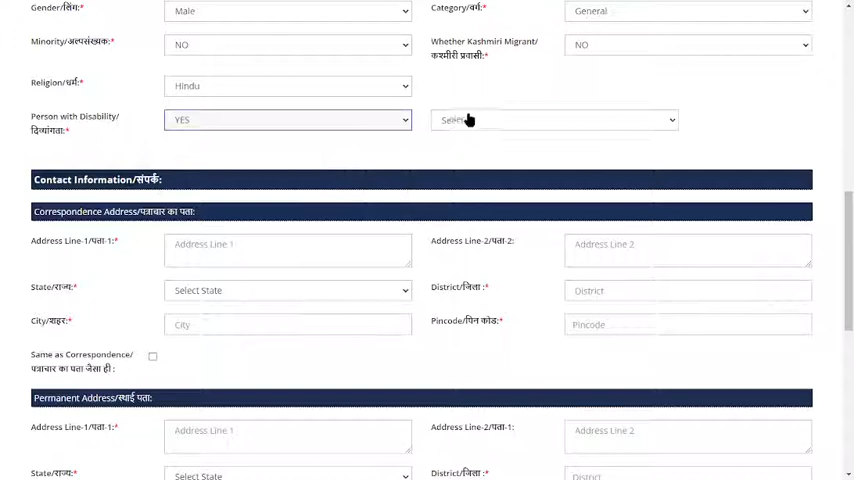 Gender/लिंग:* Male Category/वर्ग:* General
Minority/अल्पसंख्यक:* NO Whether Kashmiri Migrant/
कश्मीरी प्रवासी:* NO
Religion/धर्म:* Hindu
Person with Disability/
दिव्यांगता:* YES
Contact Information/संपर्क:
Correspondence Address/पत्राचार का पता:
Address Line-1/पता-1:* Address Line 1 Address Line-2/पता-2: Address Line 2
State/राज्य:* Select State District/जिला :* District
City/शहर:* City Pincode/पिन कोड:* Pincode
Same as Correspondence/
पत्राचार का पता जैसा ही :
Permanent Address/स्थाई पता:
Address Line-1/पता-1:* Address Line 1 Address Line-2/पता-1: Address Line 2
State/राज्य:* Select State District/जिला :* District